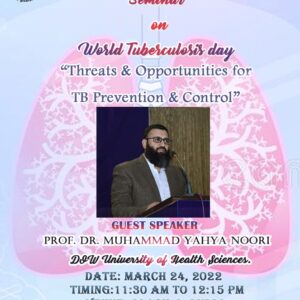 Seminar
on
World Tuberculosis day
"Threats & Opportunities for
TB Prevention & Control"
GUEST SPEAKER
PROF. DR. MUHAMMAD YAHYA NOORI
DOW University of Health Sciences.
DATE: MARCH 24, 2022
TIMING:11:30 AM TO 12:15 PM